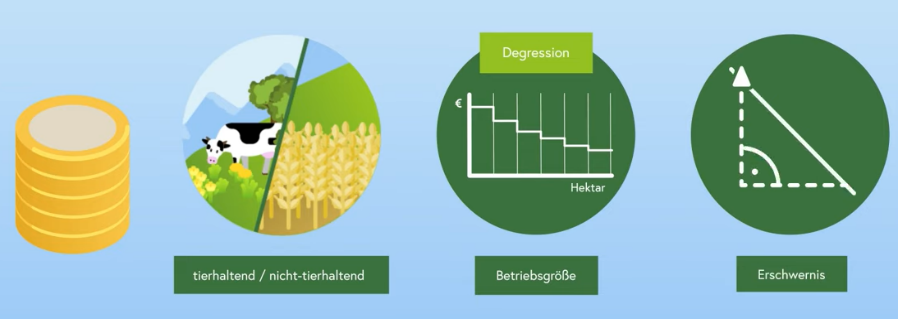 Degression
€
Hektar
tierhaltend / nicht-tierhaltend
Betriebsgröße
Erschwernis